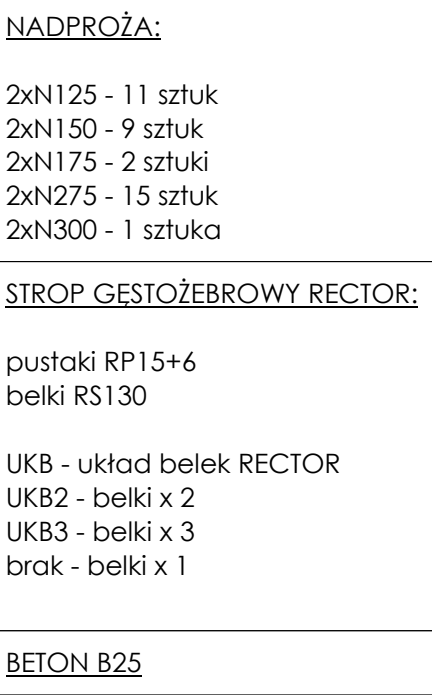 NADPROŻA:
2xN125 - 11 sztuk
2xN150 - 9 sztuk
2xN175 - 2 sztuki
2xN275 - 15 sztuk
2xN300 - 1 sztuka
STROP GĘSTOŻEBROWY RECTOR:
pustaki RP15+6
belki RS130
UKB - układ belek RECTOR
UKB2 - belki x 2
UKB3 - belki x 3
brak - belki x 1
BETON B25